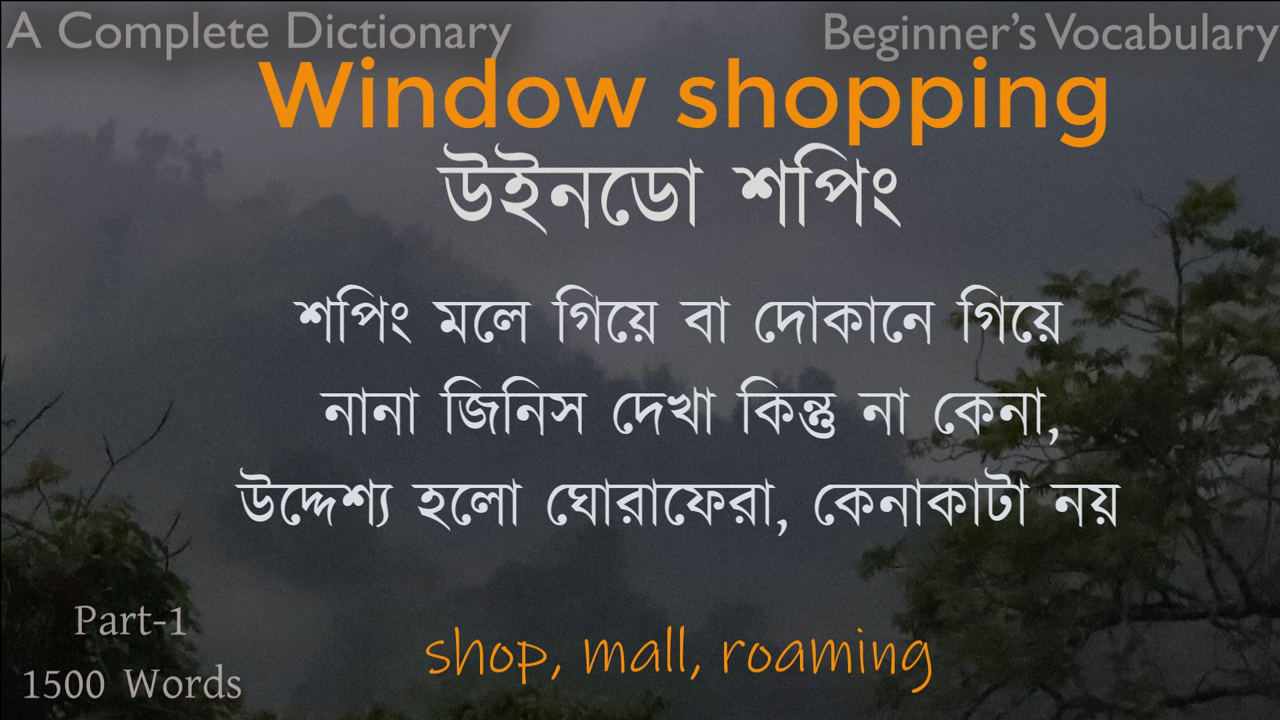 A Complete Dictionary
Beginner's Vocabulary
Window shopping
উইনডো শপিং
শপিং মলে গিয়ে বা দোকানে গিয়ে
নানা জিনিস দেখা কিন্তু না কেনা,
উদ্দেশ্য হলো ঘোরাফেরা, কেনাকাটা নয়
Part-1
1500 Words
shop, mall, roaming